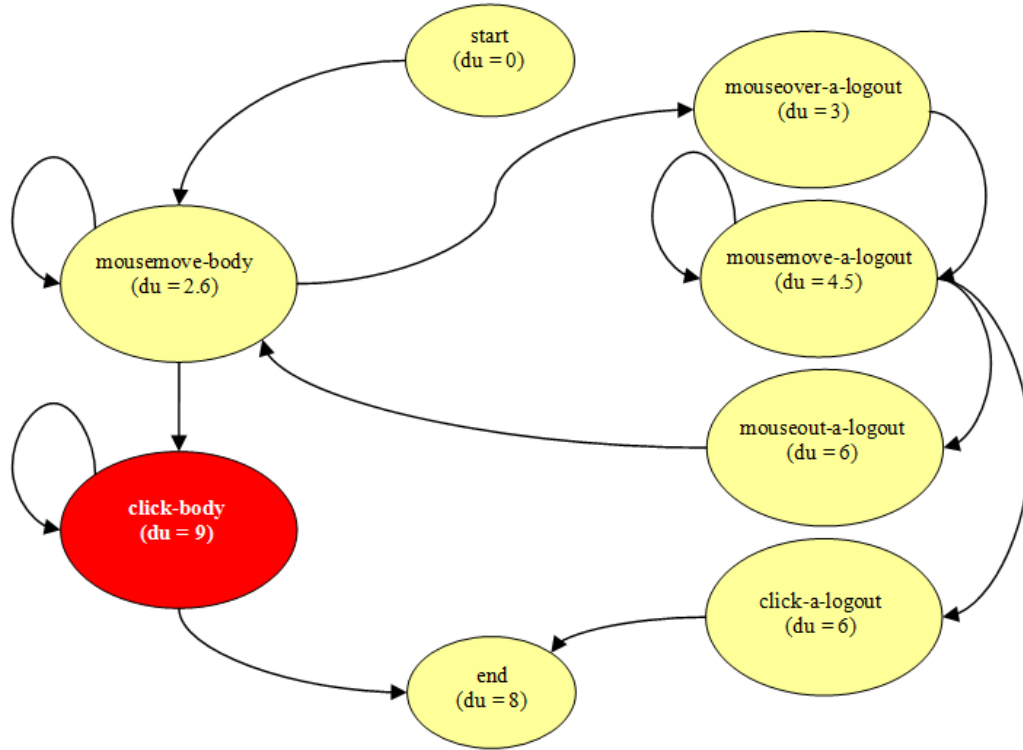 start
(du = 0)
mouseover-a-logout
(du = 3)
mousemove-body
(du = 2.6)
mousemove-a-logout
(du = 4.5)
mouseout-a-logout
(du = 6)
click-body
(du = 9)
click-a-logout
(du = 6)
end
(du = 8)